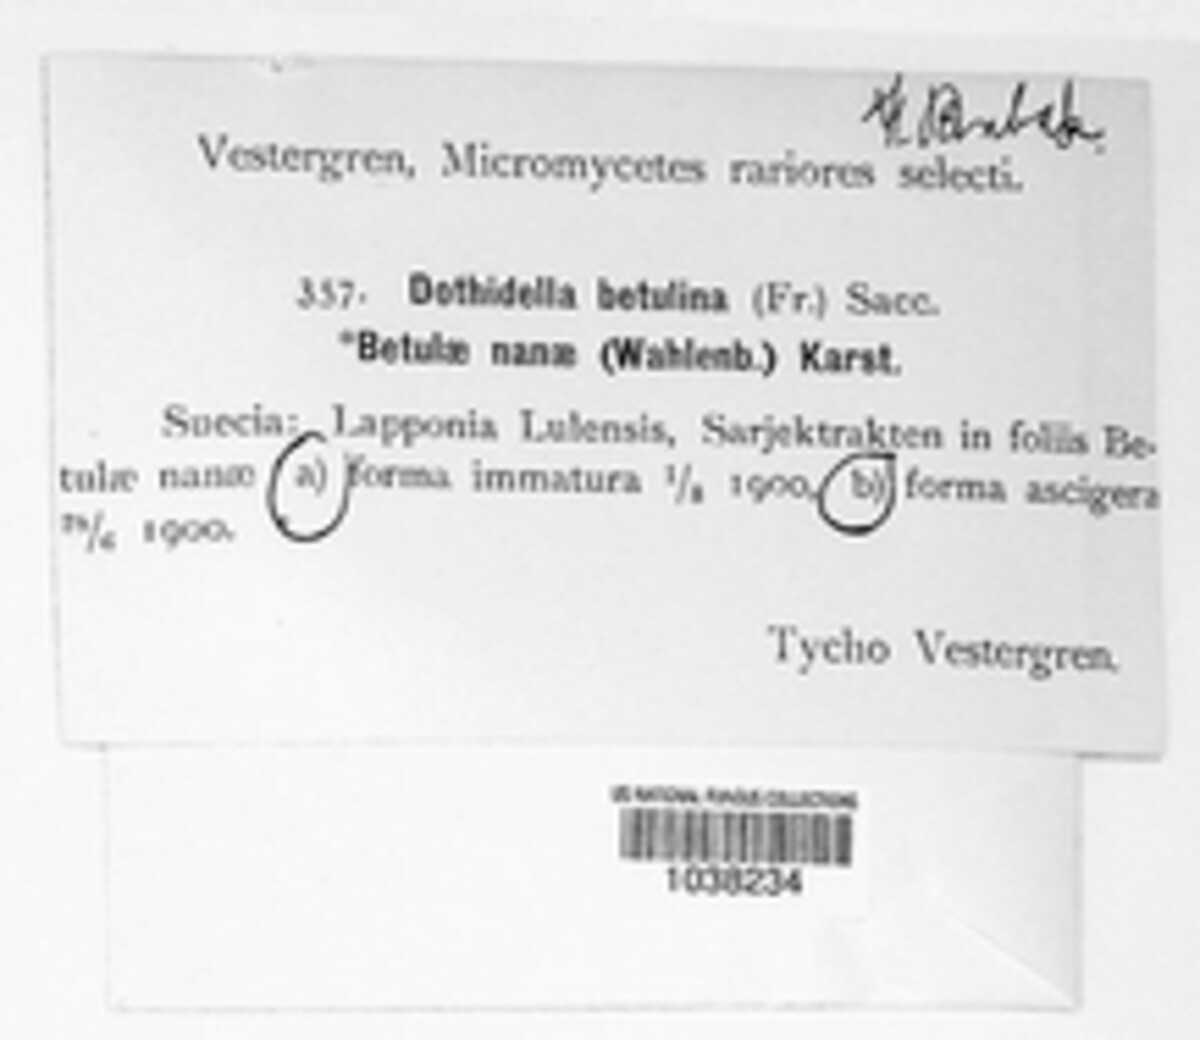 Vestergren, Micromycetes rariores selecti.
357. Dothidella betulina (Fr.) Sacc.
*Betulæ nanæ (Wahlenb.) Karst.
Suecia: Lapponia Lulensis, Sarjektrakten in foliis Be-
tulæ nanæ a) forma immatura 1/8 1900, b) forma ascigera
/6 1900.
Tycho Vestergren.
US NATIONAL FUNGUS COLLECTIONS
1038234